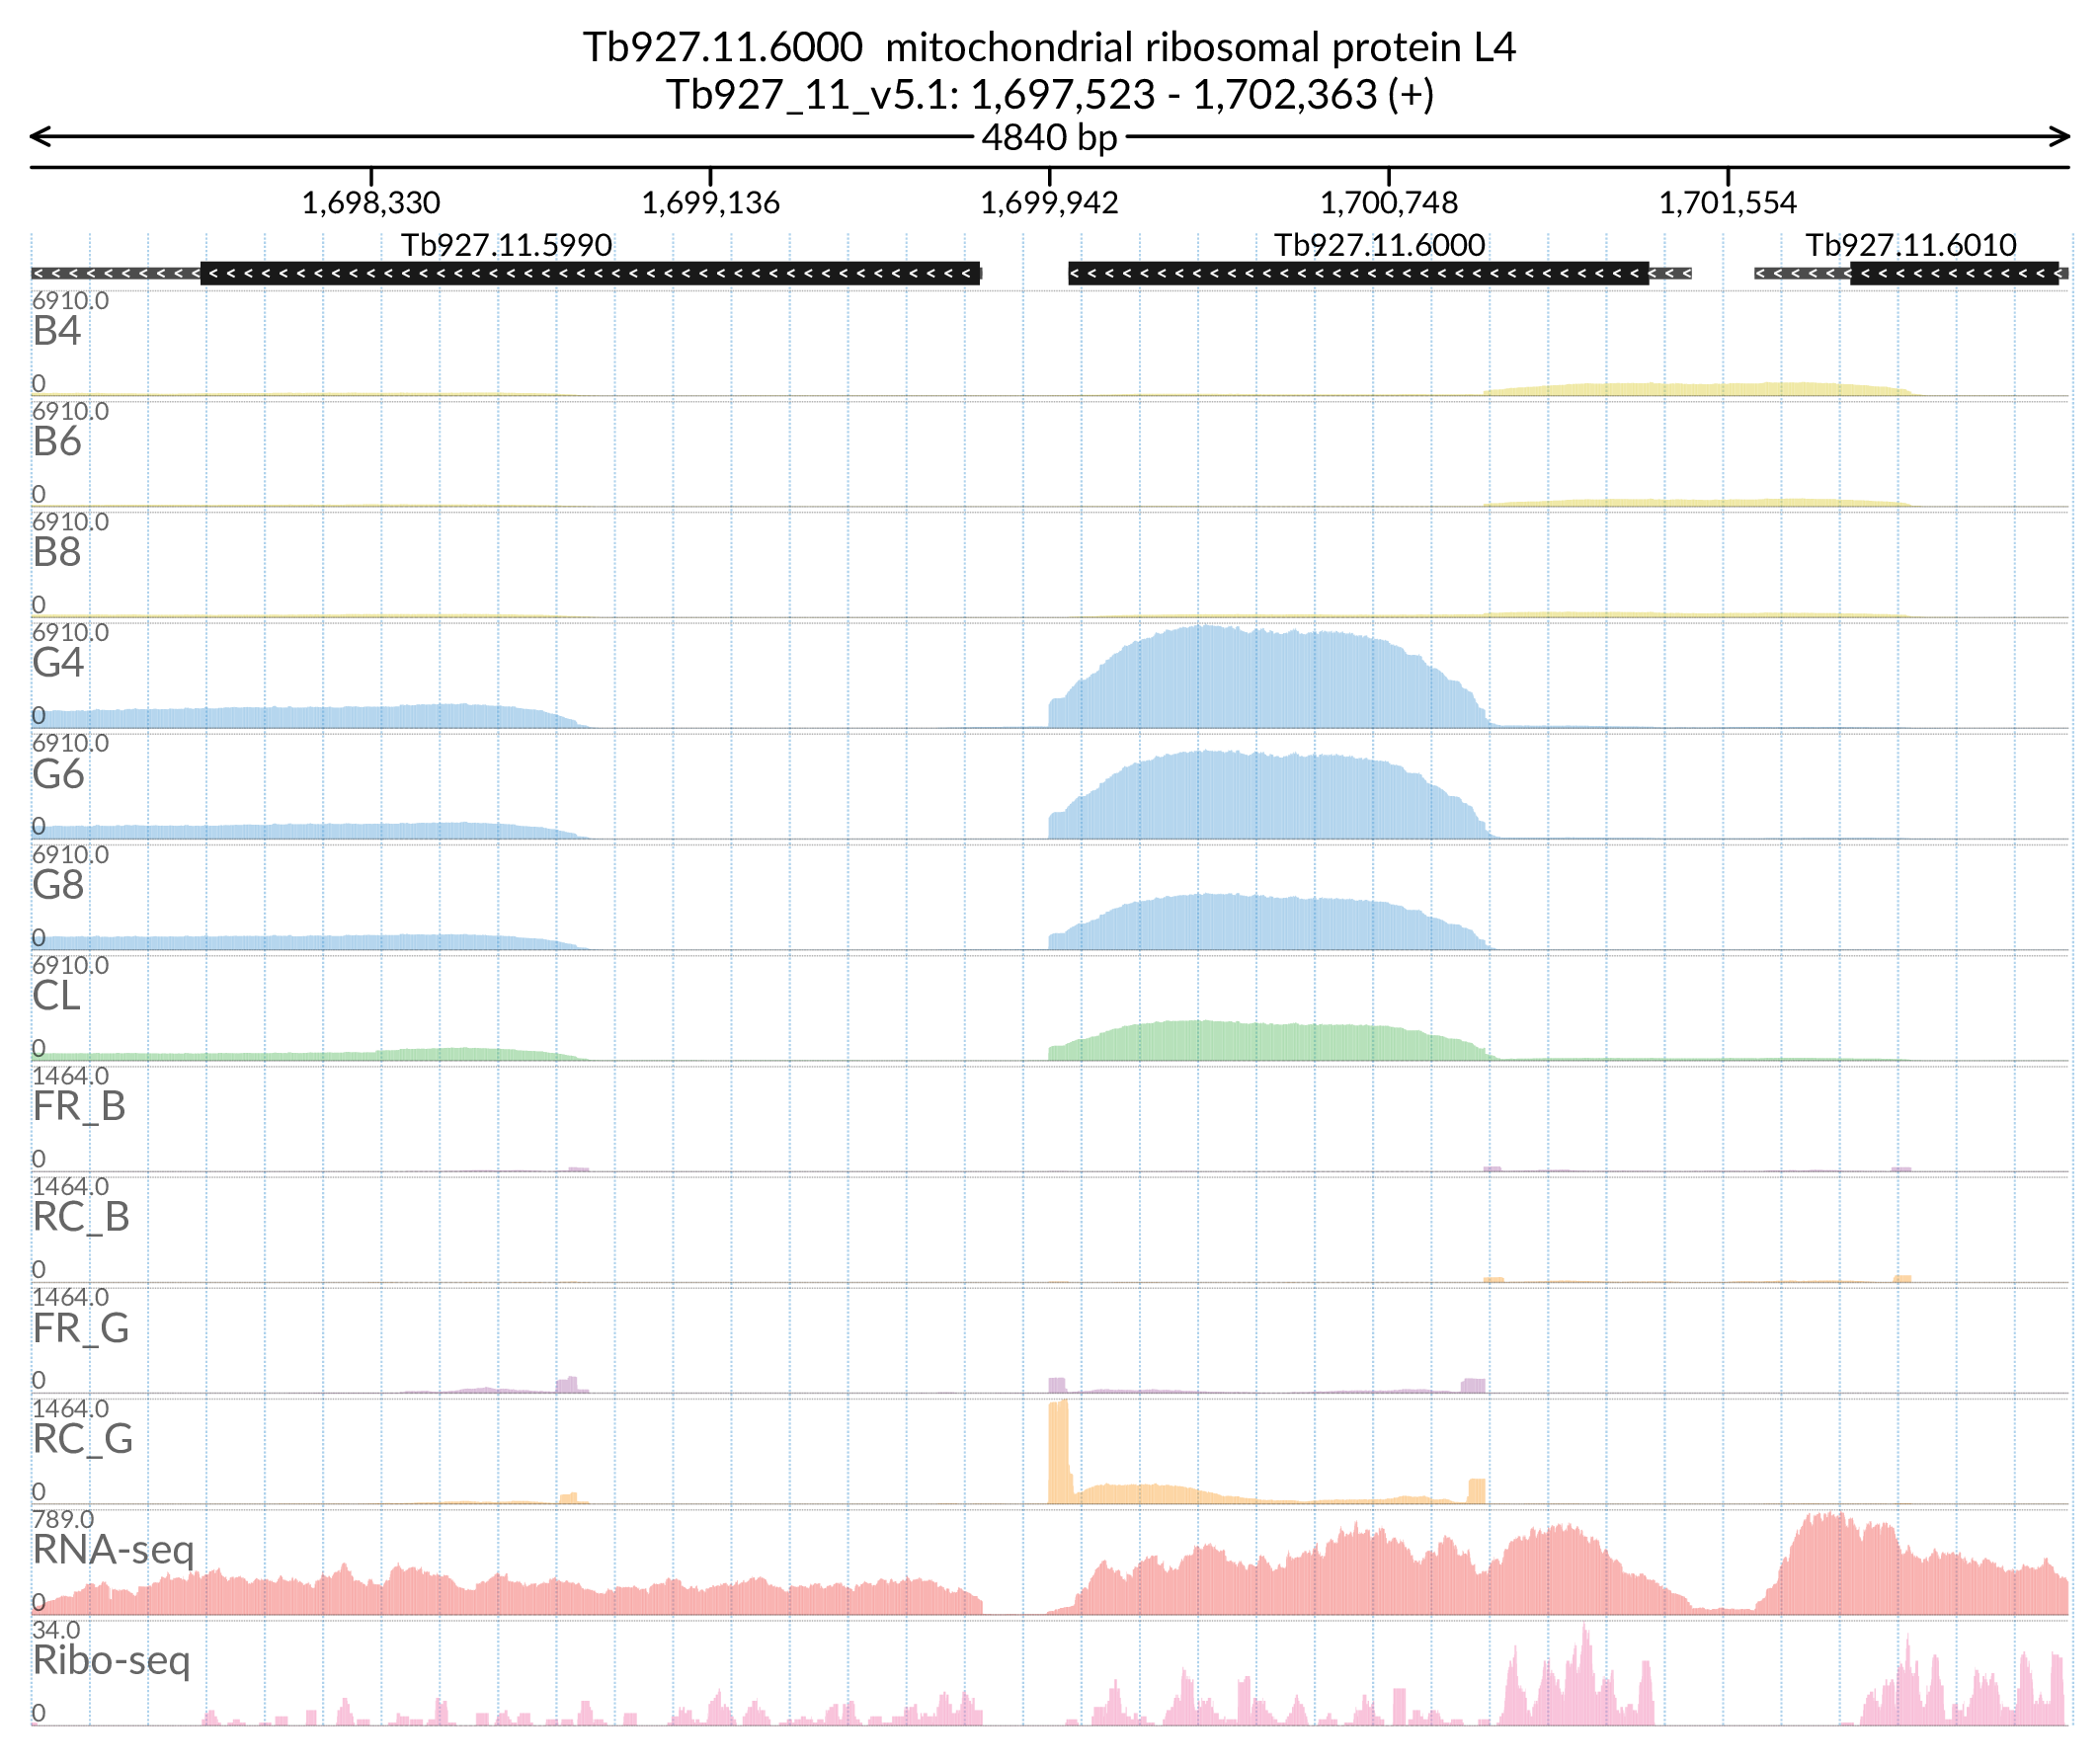 Tb927.11.6000 mitochondrial ribosomal protein L4
Tb927_11_v5.1: 1,697,523 - 1,702,363 (+)
4840 bp
1,698,330 1,699,136 1,699,942 1,700,748 1,701,554
Tb927.11.5990 Tb927.11.6000 Tb927.11.6010
6910.0
B4
0
6910.0
B6
0
6910.0
B8
0
6910.0
G4
0
6910.0
G6
0
6910.0
G8
0
6910.0
CL
0
1464.0
FR_B
0
1464.0
RC_B
0
1464.0
FR_G
0
1464.0
RC_G
0
789.0
RNA-seq
0
34.0
Ribo-seq
0